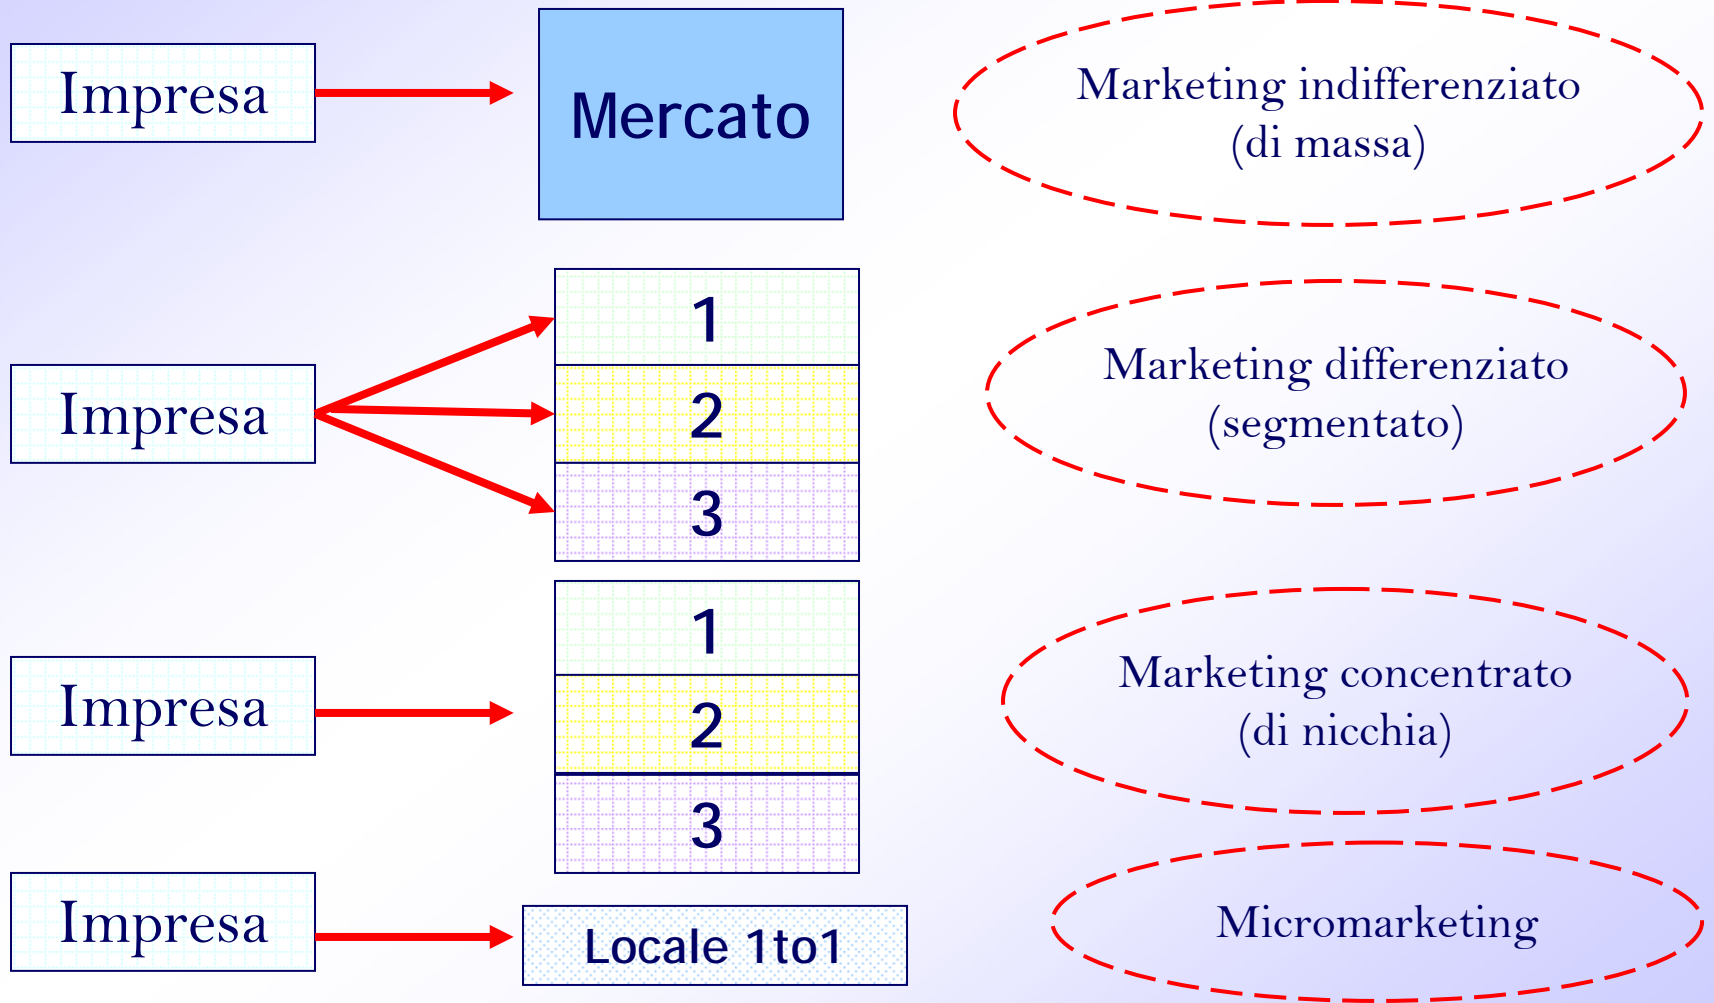 Impresa
Mercato
Marketing indifferenziato
(di massa)
Impresa
1
2
3
Marketing differenziato
(segmentato)
Impresa
1
2
3
Marketing concentrato
(di nicchia)
Impresa
Locale 1to1
Micromarketing